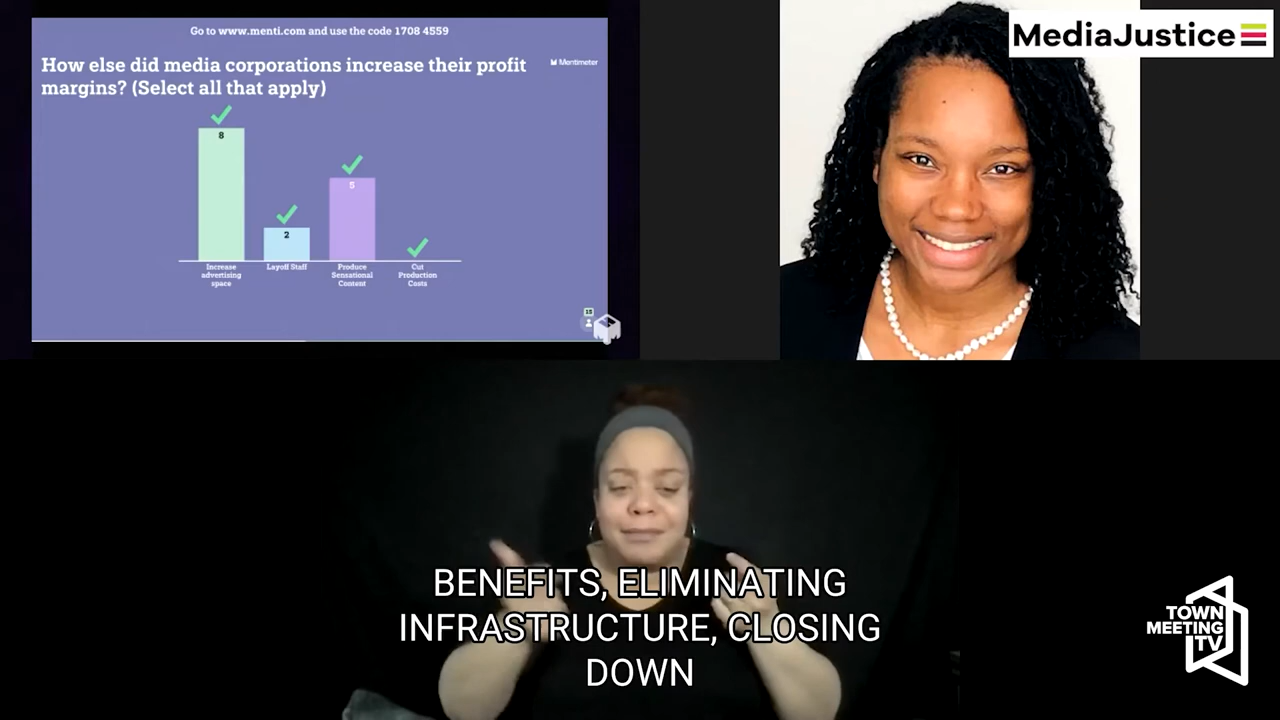 Go to www.menti.com and use the code 1708 4559
How else did media corporations increase their profit
margins? (Select all that apply)
Mentimeter
8
2
5
Increase
advertising
space
Layoff Staff
Produce
Sensational
Content
Cut
Production
Costs
MediaJustice
BENEFITS, ELIMINATING
INFRASTRUCTURE, CLOSING
DOWN
TOWN
MEETING
TV